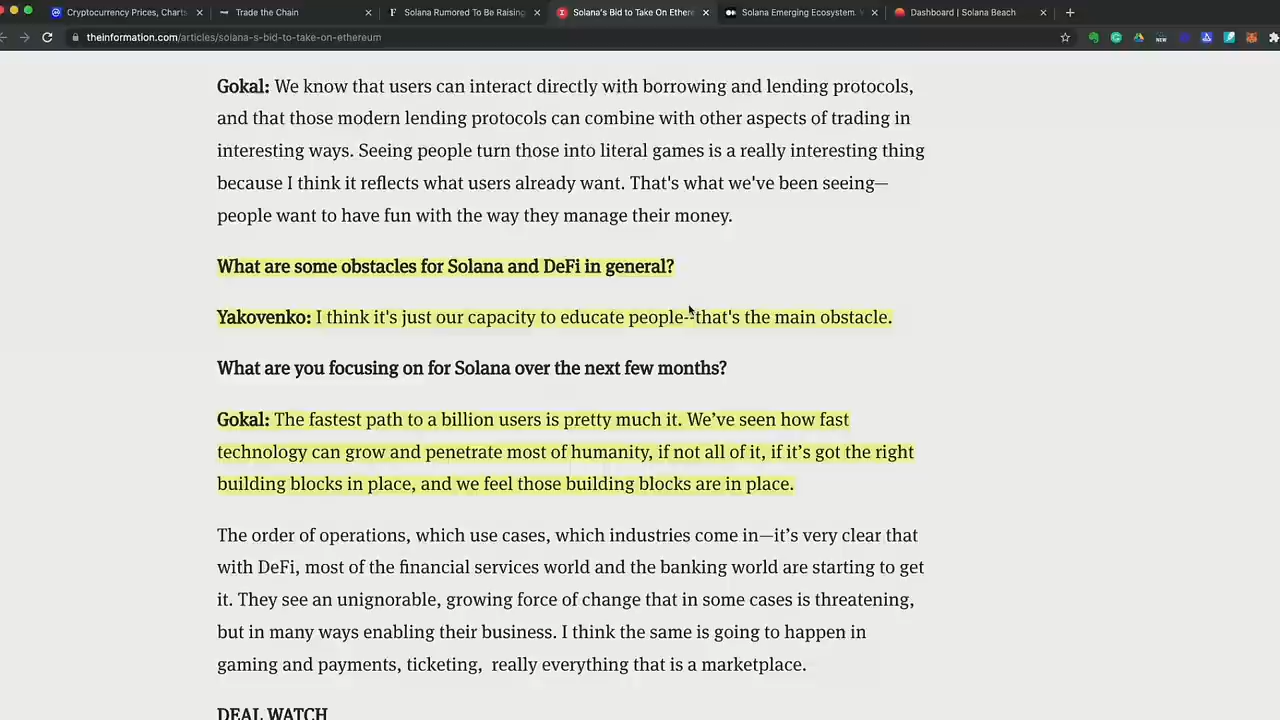 Cryptocurrency Prices, Charts
Trade the Chain
Solana Rumored To Be Raising
Solana's Bid to Take On Ethere
Solana Emerging Ecosystem.
Dashboard | Solana Beach
theinformation.com/articles/solana-s-bid-to-take-on-ethereum
Gokal: We know that users can interact directly with borrowing and lending protocols,
and that those modern lending protocols can combine with other aspects of trading in
interesting ways. Seeing people turn those into literal games is a really interesting thing
because I think it reflects what users already want. That's what we've been seeing—
people want to have fun with the way they manage their money.
What are some obstacles for Solana and DeFi in general?
Yakovenko: I think it's just our capacity to educate people--that's the main obstacle.
What are you focusing on for Solana over the next few months?
Gokal: The fastest path to a billion users is pretty much it. We’ve seen how fast
technology can grow and penetrate most of humanity, if not all of it, if it’s got the right
building blocks in place, and we feel those building blocks are in place.
The order of operations, which use cases, which industries come in—it’s very clear that
with DeFi, most of the financial services world and the banking world are starting to get
it. They see an unignorable, growing force of change that in some cases is threatening,
but in many ways enabling their business. I think the same is going to happen in
gaming and payments, ticketing, really everything that is a marketplace.
DEAL WATCH